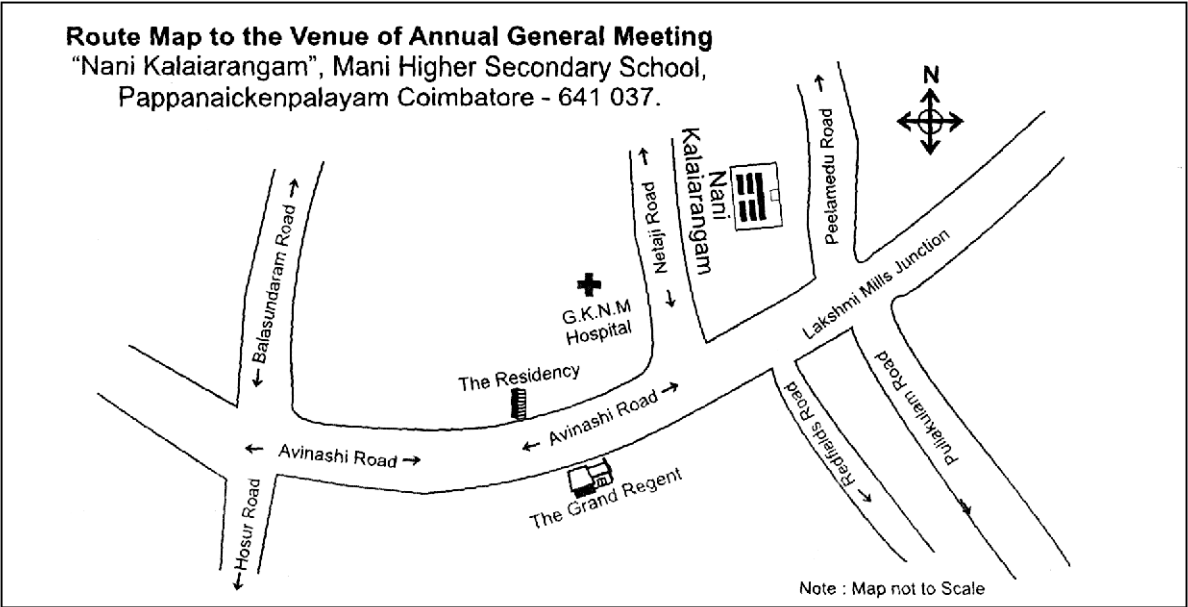 Route Map to the Venue of Annual General Meeting
“Nani Kalaiarangam”, Mani Higher Secondary School,
Pappanaickenpalayam Coimbatore - 641 037.
N
Peelamedu Road
Nani
Kalaiarangam
Netaji Road
Balasundaram Road
G.K.N.M
Hospital
Lakshmi Mills Junction
The Residency
Avinashi Road
Avinashi Road
Redfields Road
Puliakulam Road
The Grand Regent
Hosur Road
Note : Map not to Scale